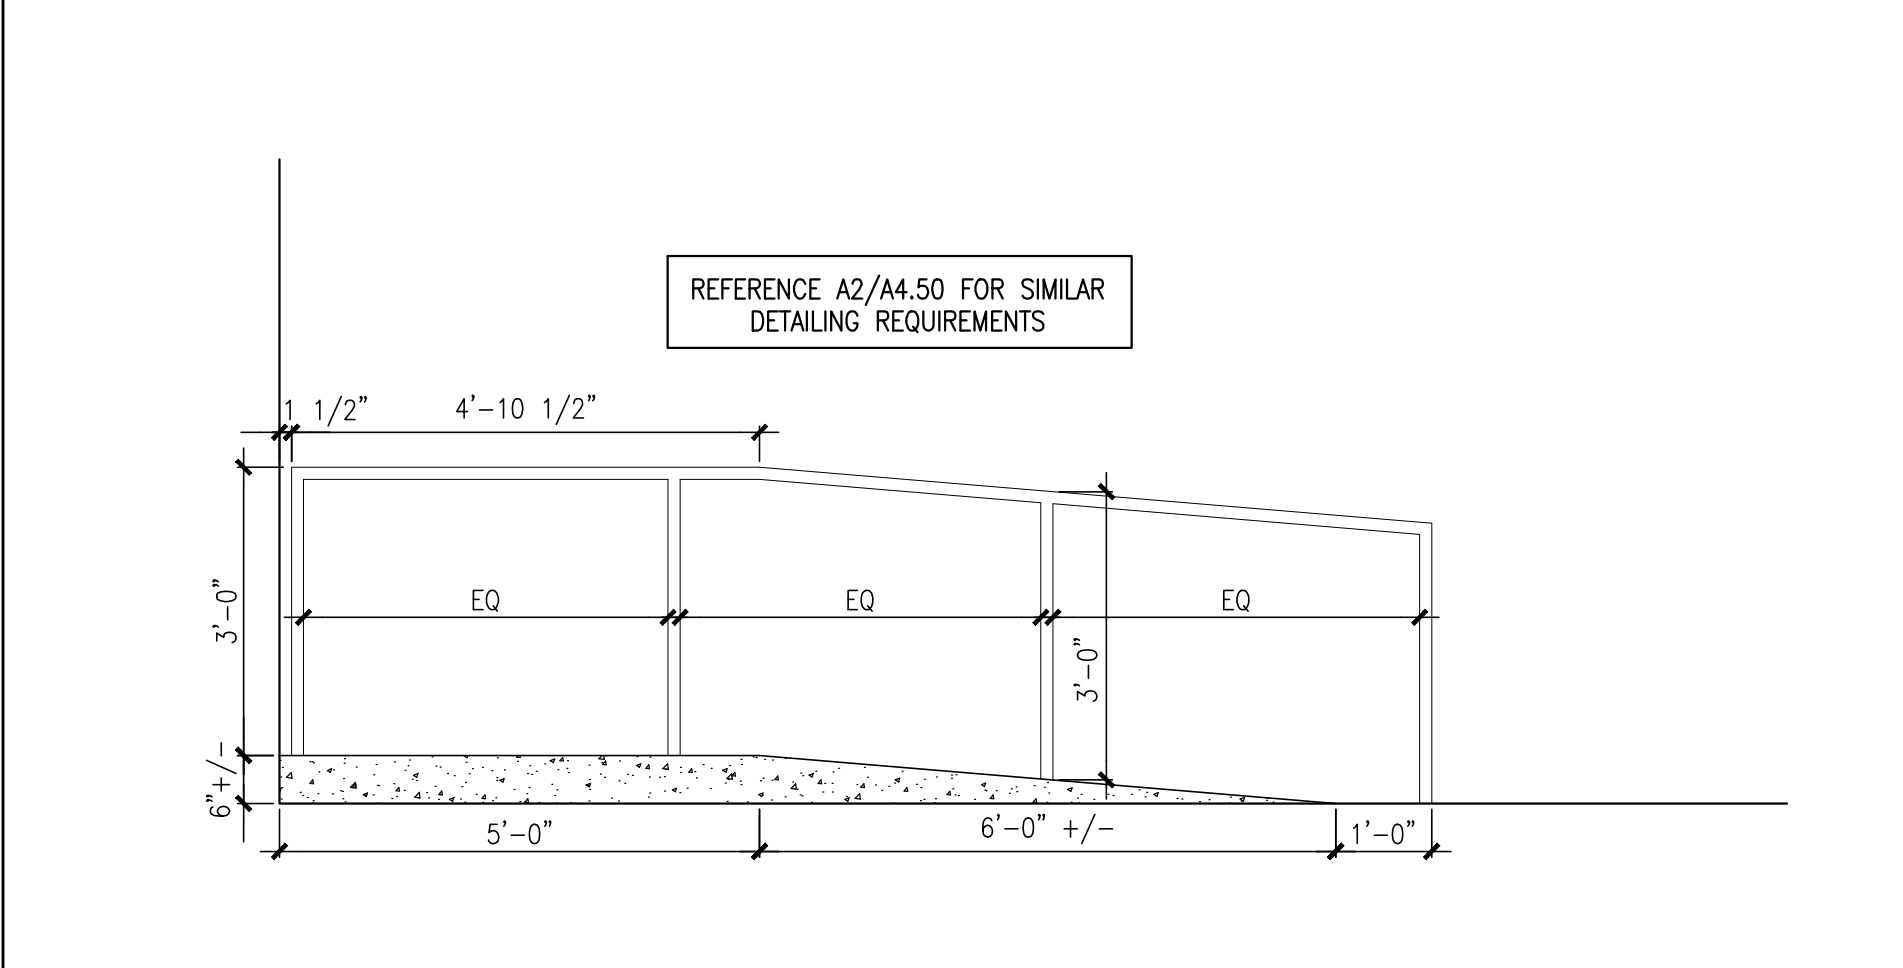 REFERENCE A2/A4.50 FOR SIMILAR
DETAILING REQUIREMENTS
1 1/2"
4'-10 1/2"
EQ
EQ
EQ
3'-0"
3'-0"
6"+/-
5'-0"
6'-0" +/-
1'-0"